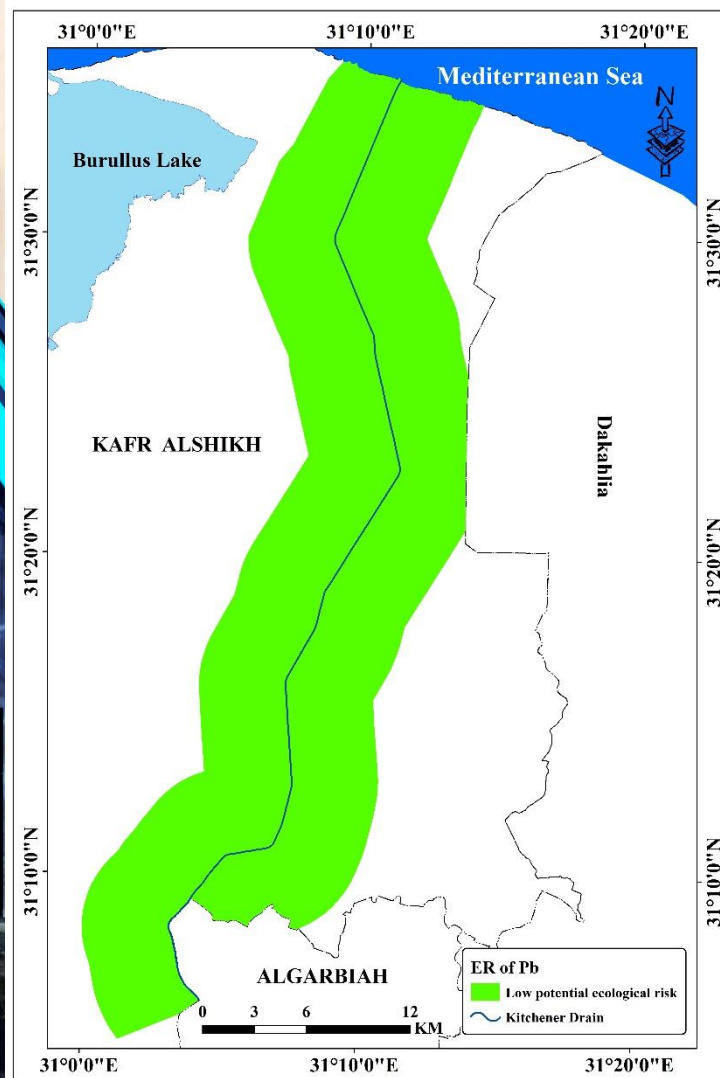 31°0'0"E 31°10'0"E 31°20'0"E
Mediterranean Sea
N
Burullus Lake
31°30'0"N 31°30'0"N
KAFR ALSHIKH
Dakahlia
31°20'0"N 31°20'0"N
31°10'0"N 31°10'0"N
ALGARBIAH
0 3 6 12
KM
ER of Pb
Low potential ecological risk
Kitchener Drain
31°0'0"E 31°10'0"E 31°20'0"E